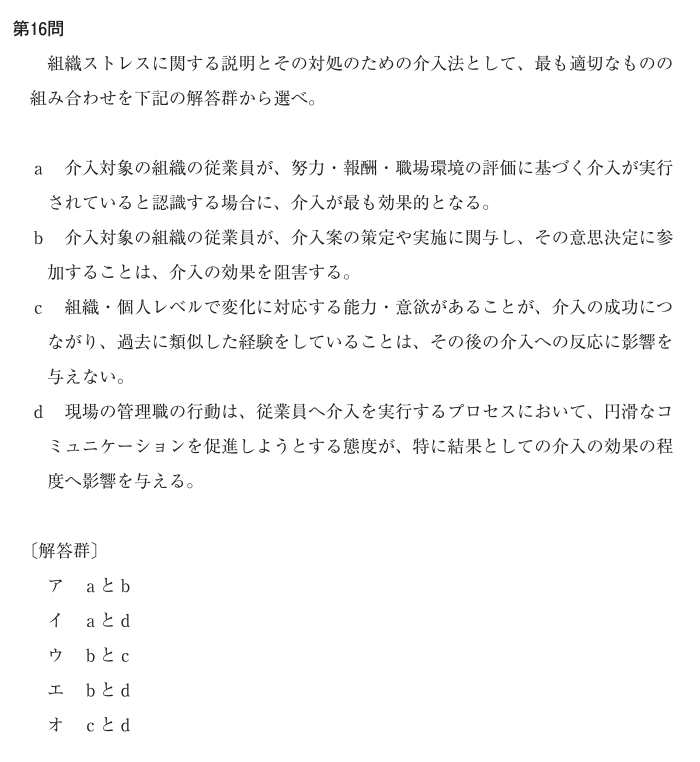 第16問
組織ストレスに関する説明とその対処のための介入法として、最も適切なものの
組み合わせを下記の解答群から選べ。
a 介入対象の組織の従業員が、努力・報酬・職場環境の評価に基づく介入が実行
されていると認識する場合に、介入が最も効果的となる。
b 介入対象の組織の従業員が、介入案の策定や実施に関与し、その意思決定に参
加することは、介入の効果を阻害する。
c 組織・個人レベルで変化に対応する能力・意欲があることが、介入の成功につ
ながり、過去に類似した経験をしていることは、その後の介入への反応に影響を
与えない。
d 現場の管理職の行動は、従業員へ介入を実行するプロセスにおいて、円滑なコ
ミュニケーションを促進しようとする態度が、特に結果としての介入の効果の程
度へ影響を与える。
〔解答群〕
ア aとb
イ aとd
ウ bとc
エ bとd
オ cとd